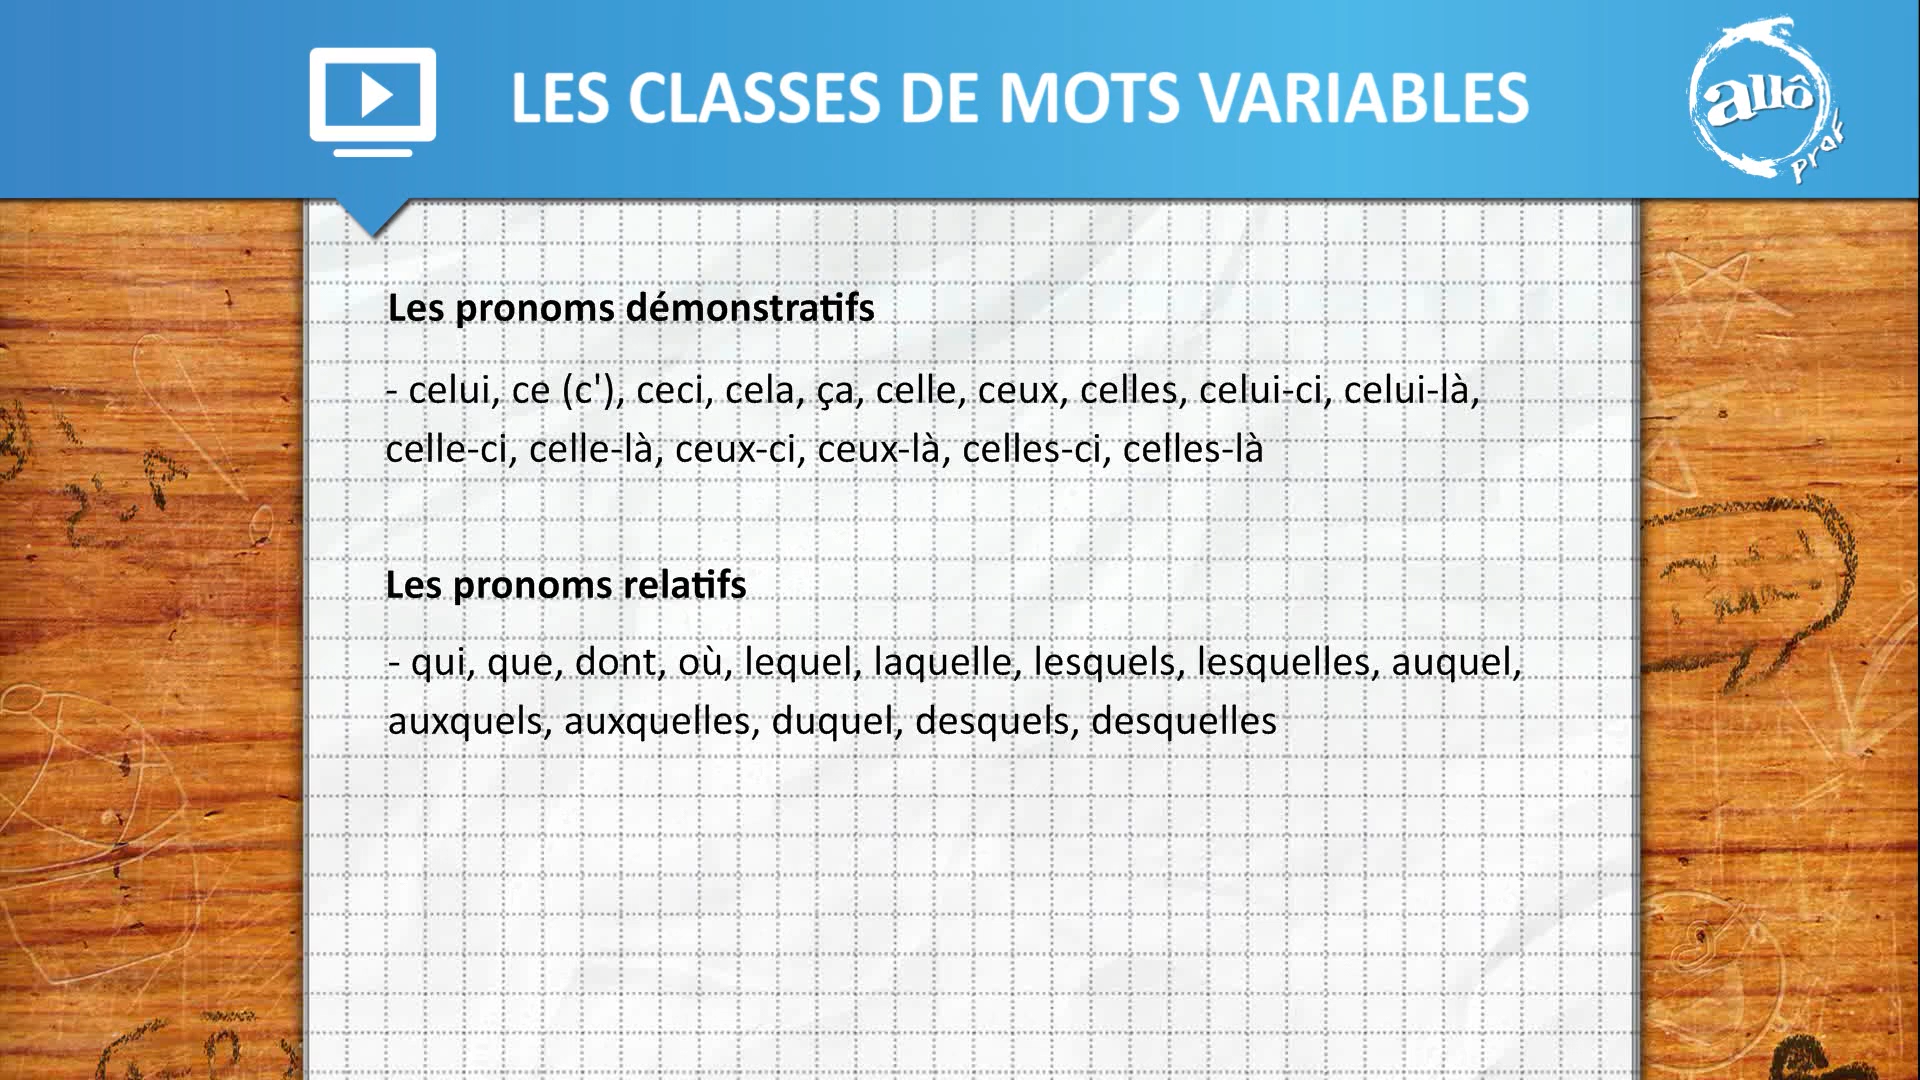 LES CLASSES DE MOTS VARIABLES
allô
prof
Les pronoms démonstratifs
- celui, ce (c'), ceci, cela, ça, celle, ceux, celles, celui-ci, celui-là,
celle-ci, celle-là, ceux-ci, ceux-là, celles-ci, celles-là
Les pronoms relatifs
- qui, que, dont, où, lequel, laquelle, lesquels, lesquelles, auquel,
auxquels, auxquelles, duquel, desquels, desquelles